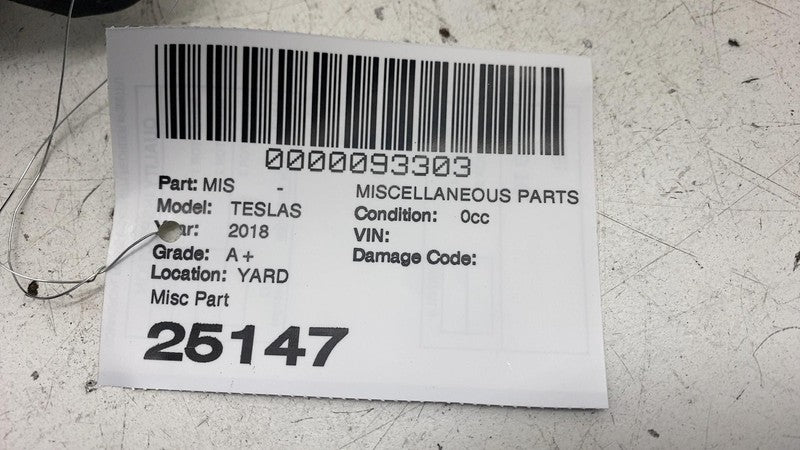 0000093303
Part: MIS - MISCELLANEOUS PARTS
Model: TESLAS Condition: 0cc
Year: 2018 VIN:
Grade: A+ Damage Code:
Location: YARD
Misc Part
25147